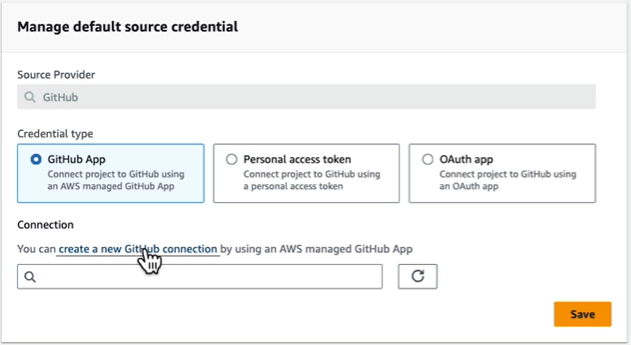 Manage default source credential
Source Provider
GitHub
Credential type
GitHub App
Connect project to GitHub using
an AWS managed GitHub App
Personal access token
Connect project to GitHub using
a personal access token
OAuth app
Connect project to GitHub using
an OAuth app
Connection
You can create a new GitHub connection by using an AWS managed GitHub App
Save